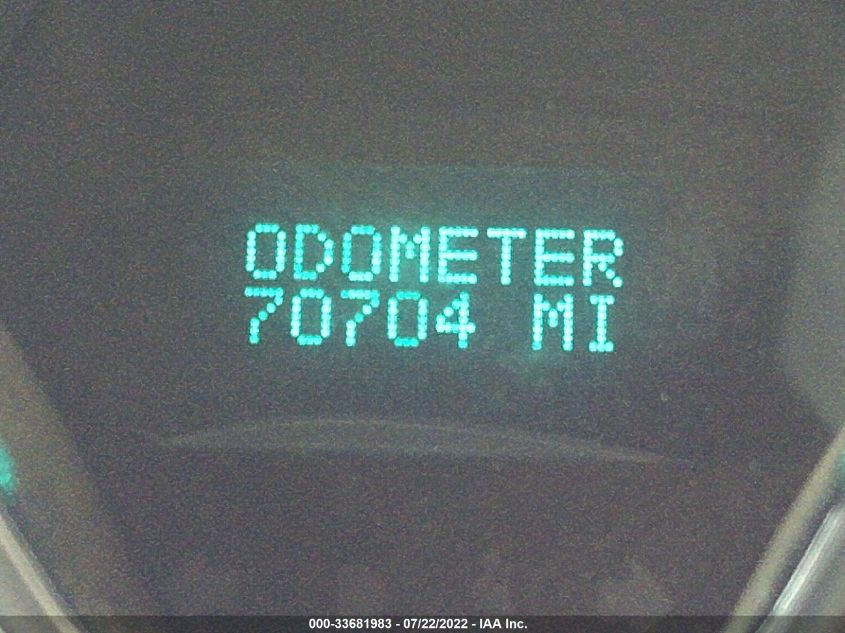 ODOMETER
70704 MI
000-33681983 - 07/22/2022 - IAA Inc.